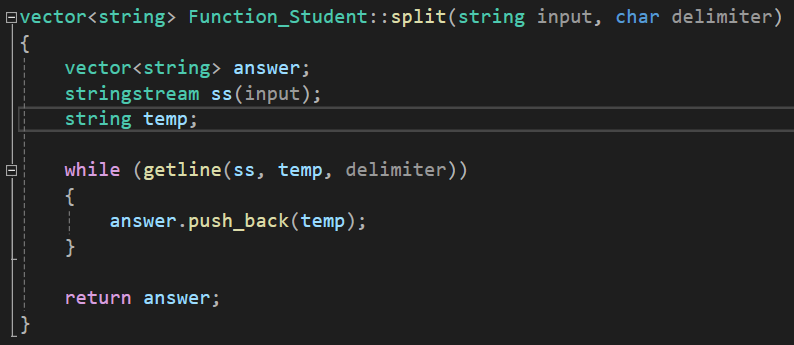 vector<string> Function_Student::split(string input, char delimiter)
{
    vector<string> answer;
    stringstream ss(input);
    string temp;
    while (getline(ss, temp, delimiter))
    {
        answer.push_back(temp);
    }
    return answer;
}